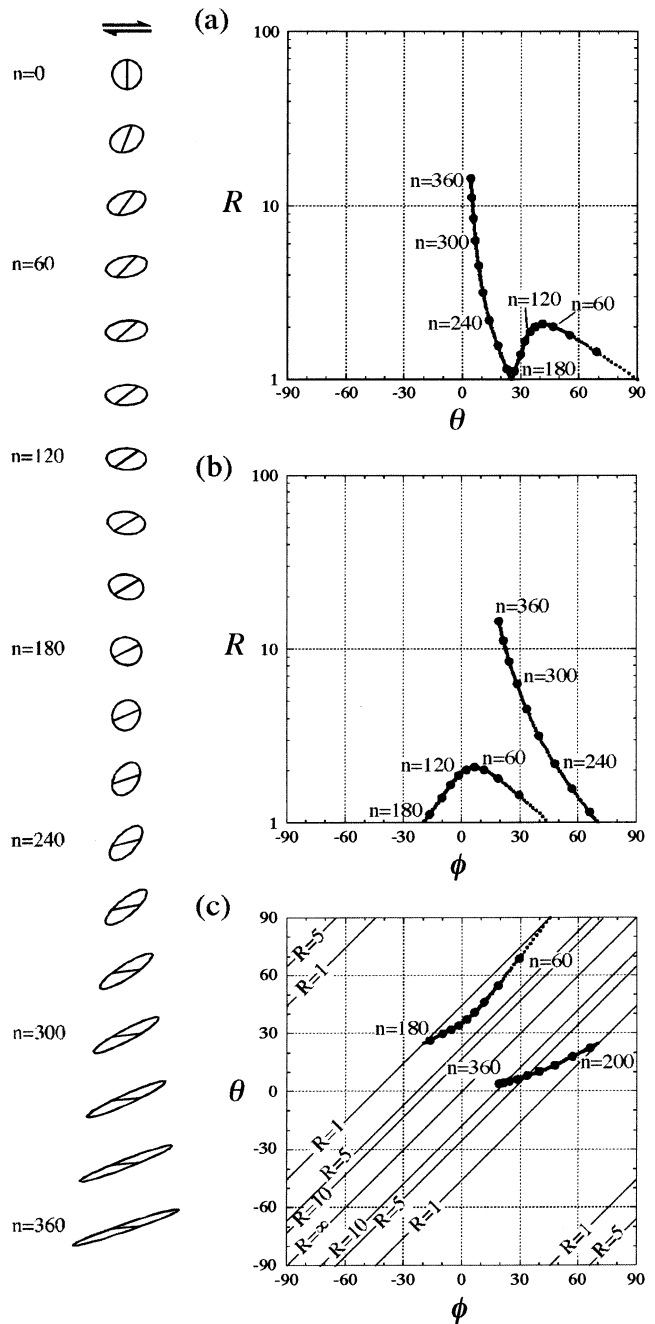 n=0
n=60
n=120
n=180
n=240
n=300
n=360
(a)
100
10
1
R
n=360
n=300
n=240
n=120
n=60
n=180
-90 -60 -30 0 30 60 90
θ
(b)
100
10
1
R
n=360
n=300
n=120
n=60
n=240
n=180
-90 -60 -30 0 30 60 90
ϕ
(c)
90
60
30
0
-30
-60
-90
θ
R=5
R=1
n=60
n=180
n=360
n=200
R=1
R=5
R=10
R=∞
R=10
R=5
R=1
R=1
R=5
-90 -60 -30 0 30 60 90
ϕ